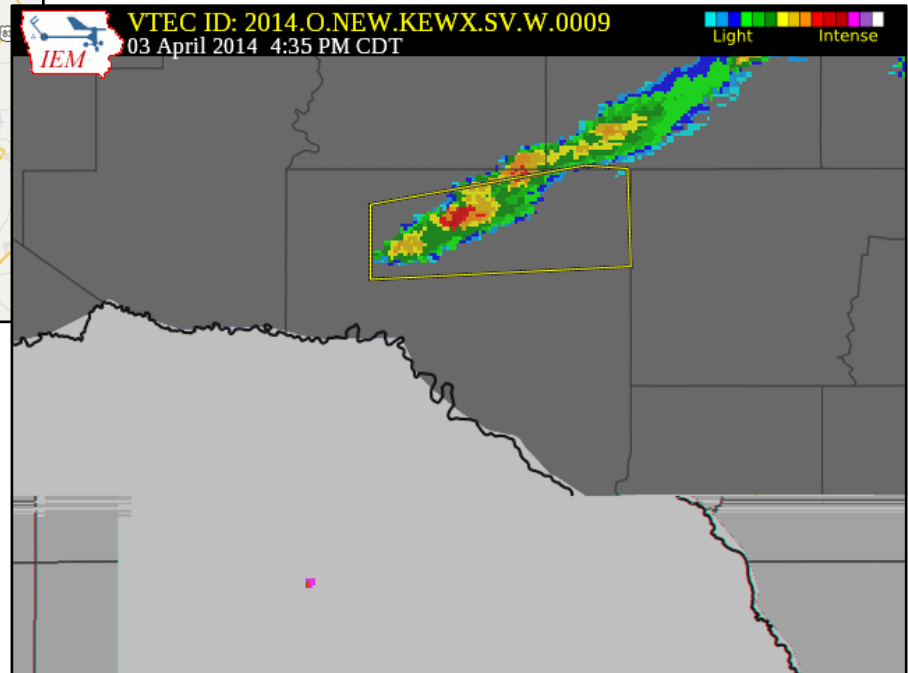 VTEC ID: 2014.O.NEW.KEWX.SV.W.0009
03 April 2014 4:35 PM CDT
IEM
Light Intense